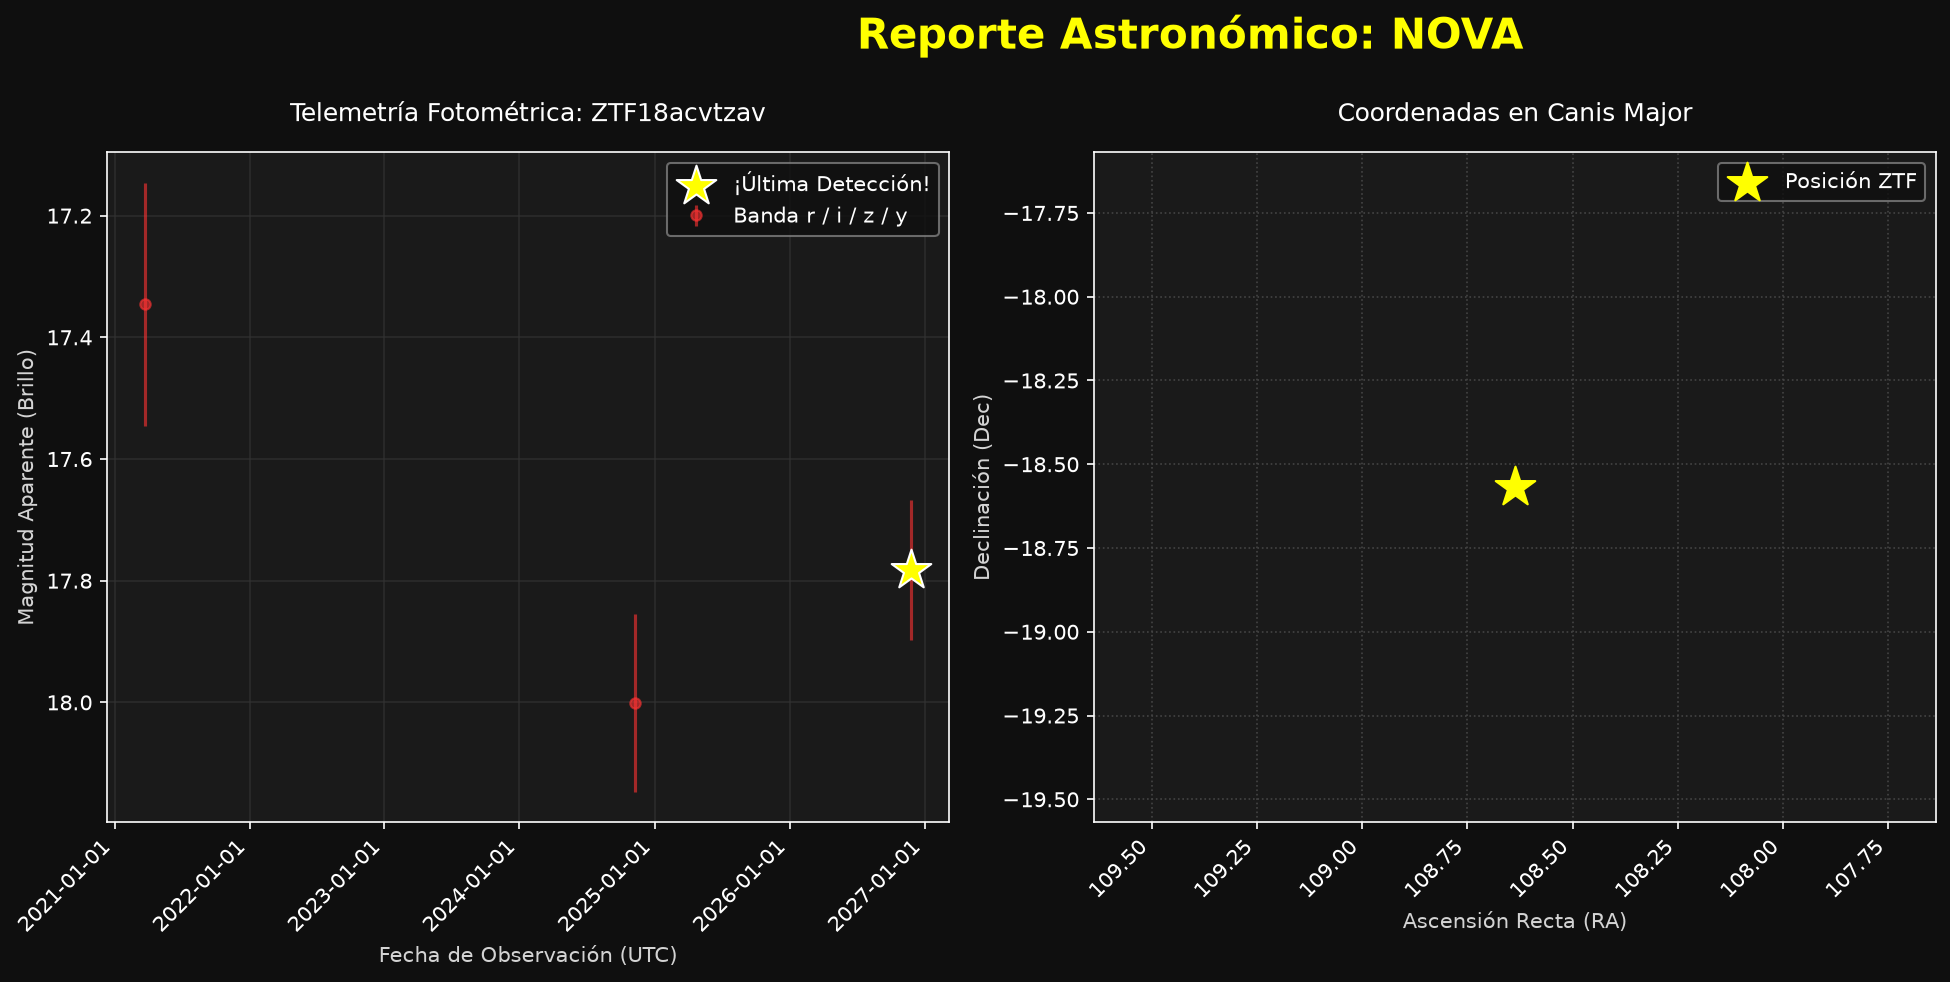 Reporte Astronómico: NOVA
Telemetría Fotométrica: ZTF18acvtzav
¡Última Detección!
Banda r / i / z / y
Magnitud Aparente (Brillo)
17.2
17.4
17.6
17.8
18.0
2021-01-01
2022-01-01
2023-01-01
2024-01-01
2025-01-01
2026-01-01
2027-01-01
Fecha de Observación (UTC)
Coordenadas en Canis Major
Posición ZTF
Declinación (Dec)
−17.75
−18.00
−18.25
−18.50
−18.75
−19.00
−19.25
−19.50
109.50
109.25
109.00
108.75
108.50
108.25
108.00
107.75
Ascensión Recta (RA)